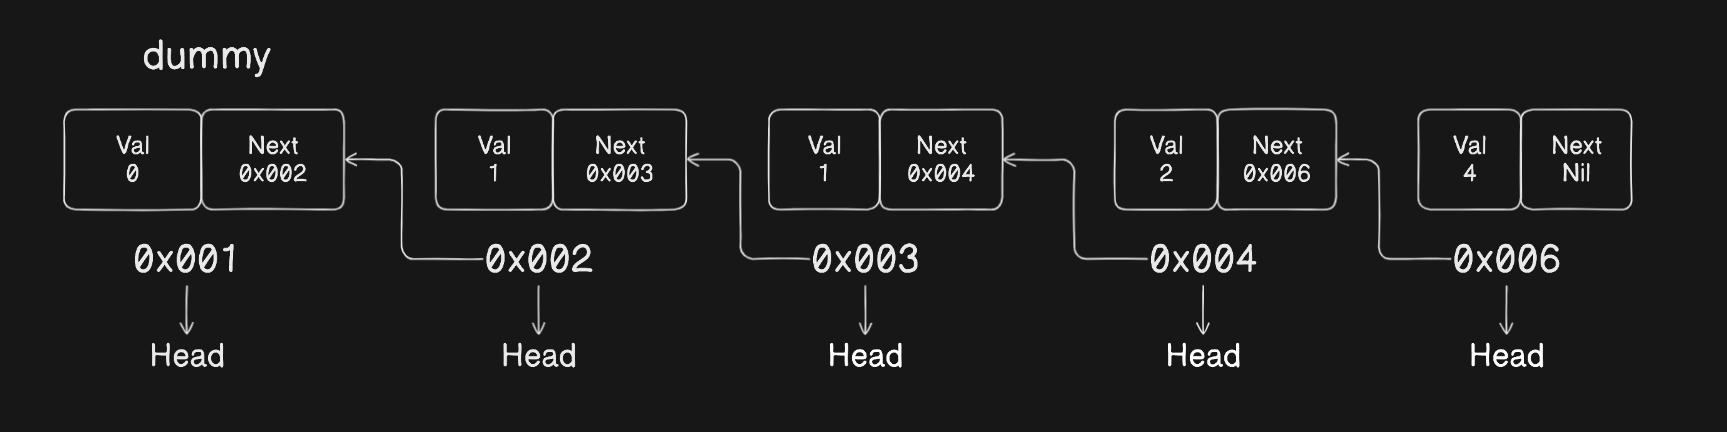 dummy
Val
0
Next
0x002
Val
1
Next
0x003
Val
1
Next
0x004
Val
2
Next
0x006
Val
4
Next
Nil
0x001
0x002
0x003
0x004
0x006
Head
Head
Head
Head
Head